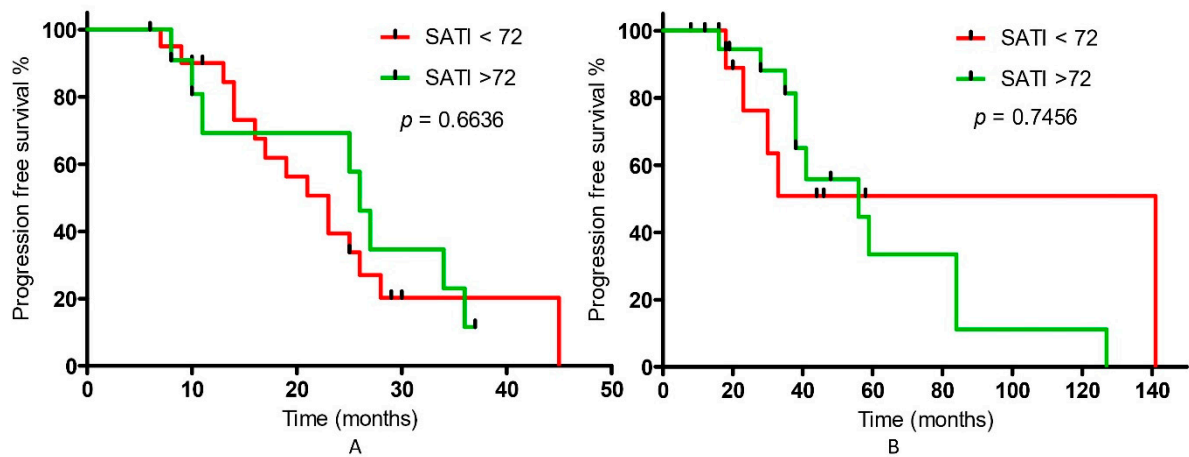 Progression free survival %
100
80
60
40
20
0
0 10 20 30 40 50
Time (months)
SATI < 72
SATI >72
p = 0.6636
A
Progression free survival %
100
80
60
40
20
0
0 20 40 60 80 100 120 140
Time (months)
SATI < 72
SATI >72
p = 0.7456
B